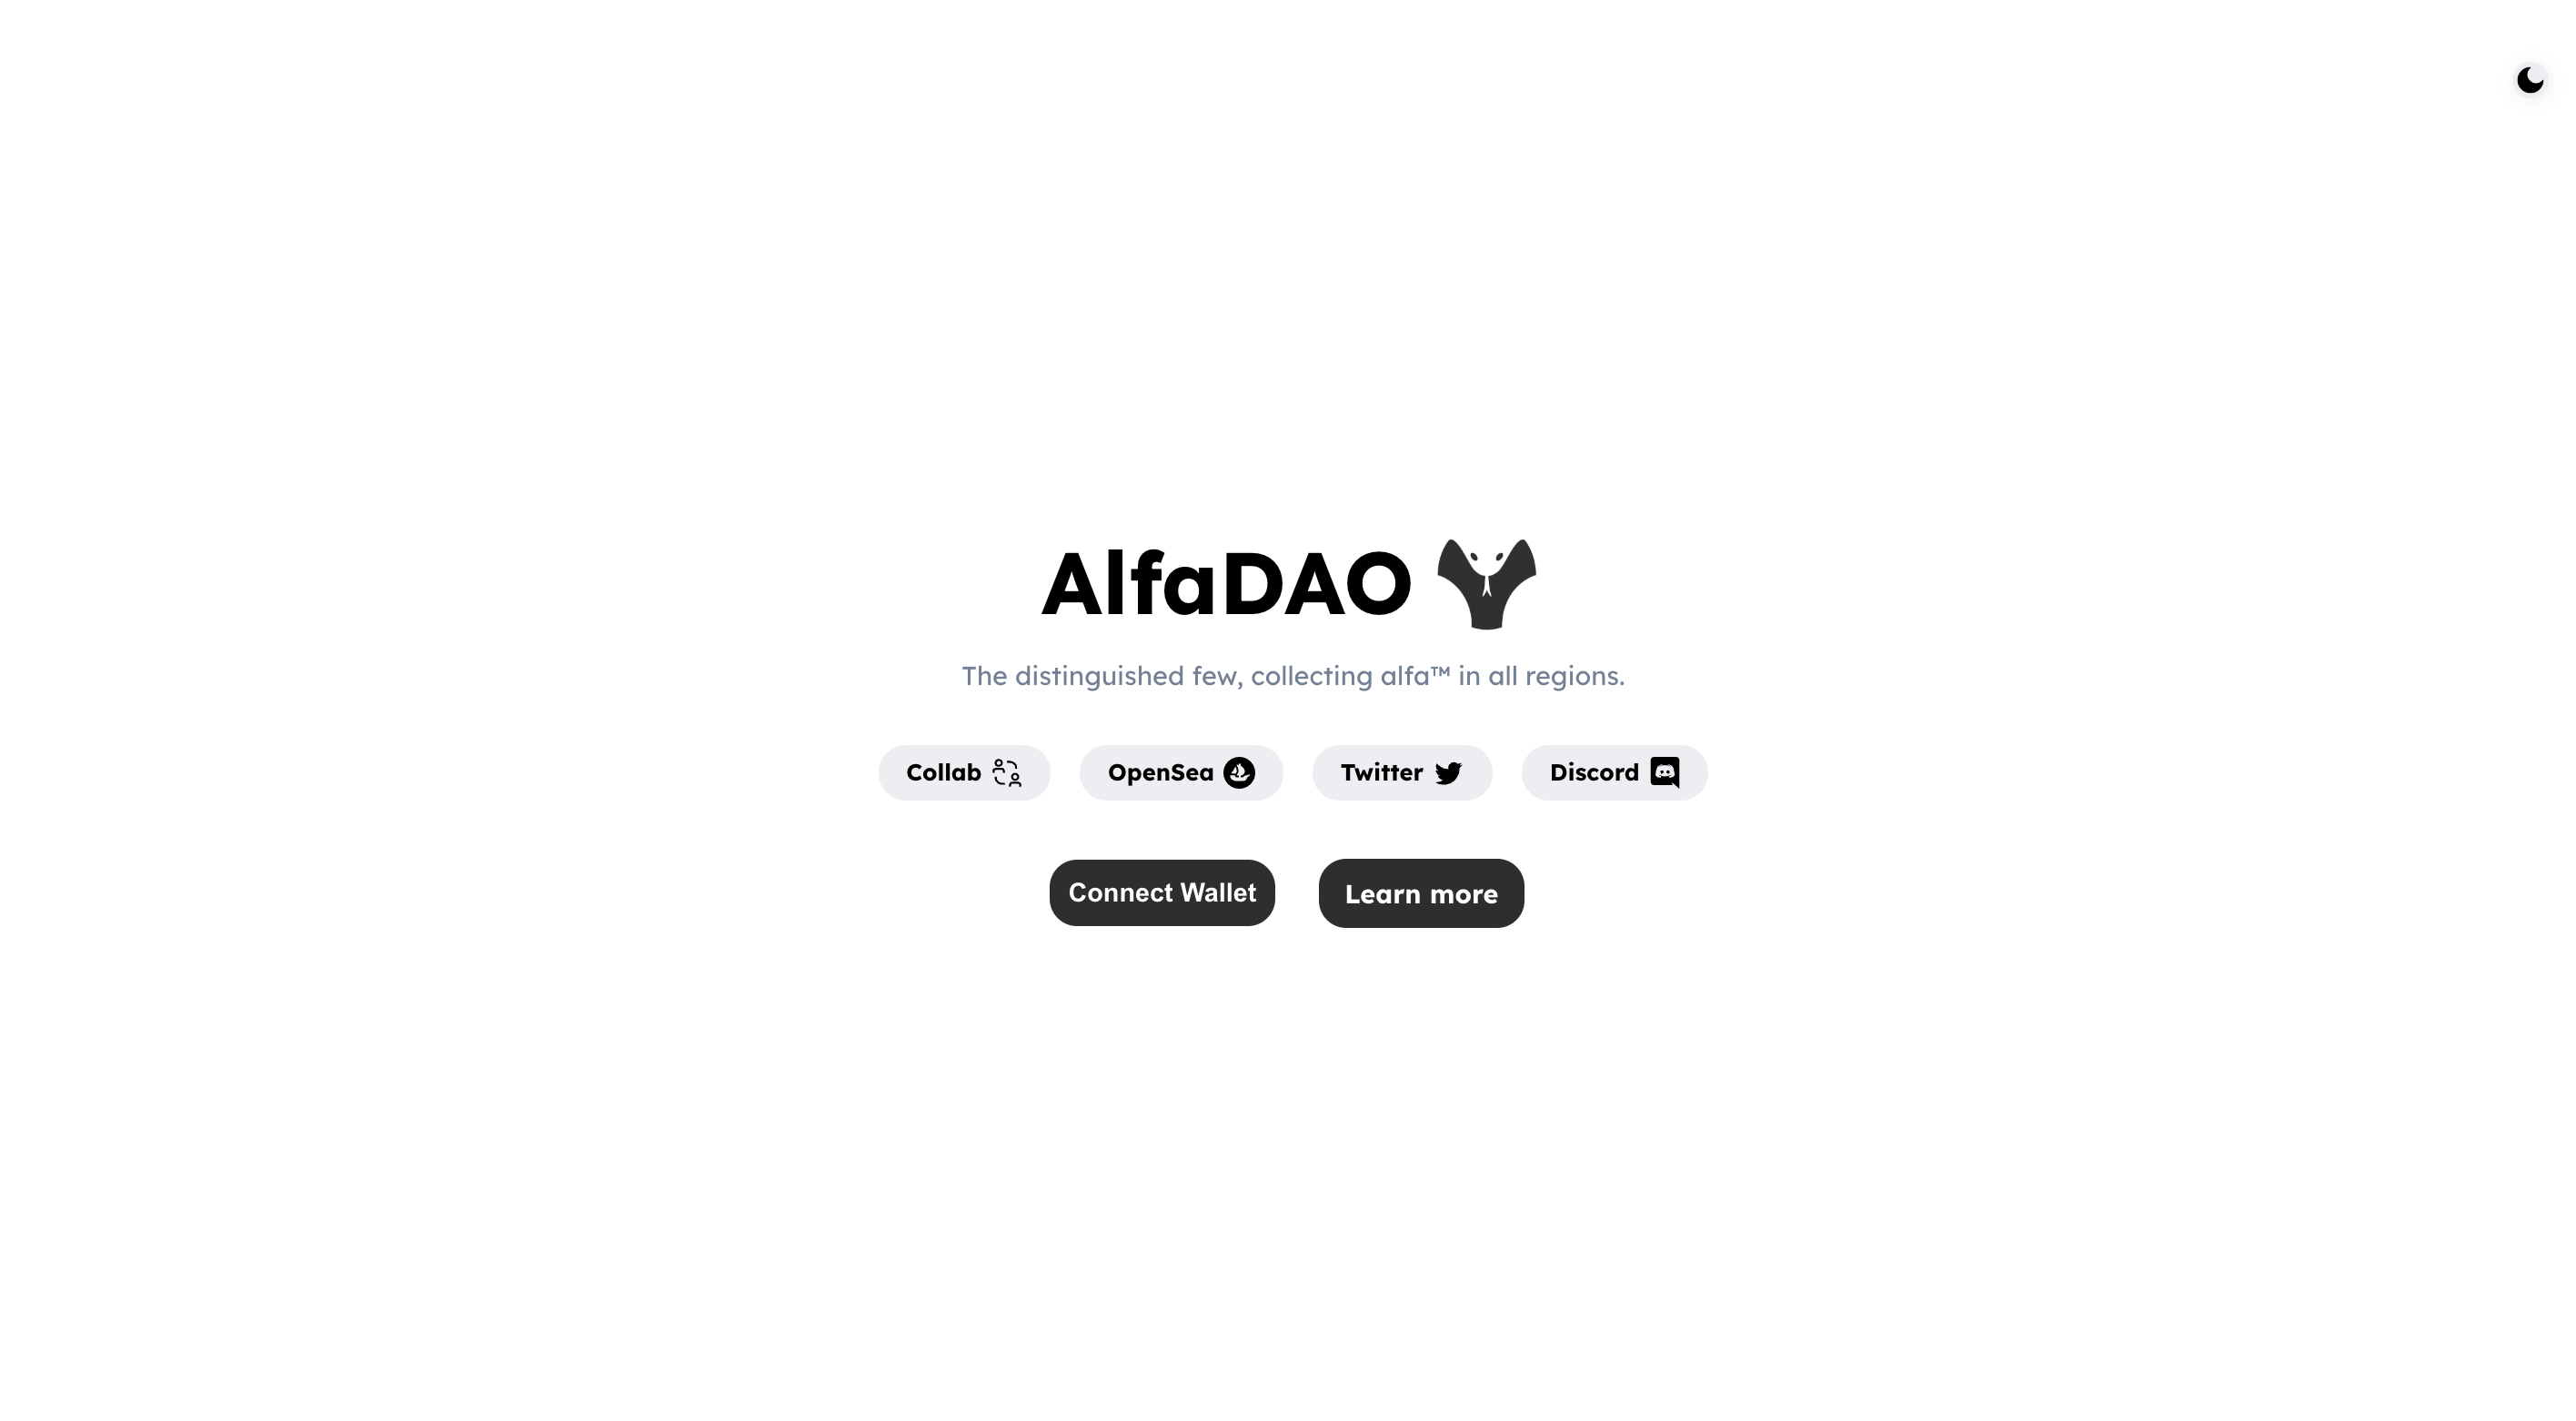 AlfaDAO
The distinguished few, collecting alfa™ in all regions.
Collab OpenSea Twitter Discord
Connect Wallet Learn more